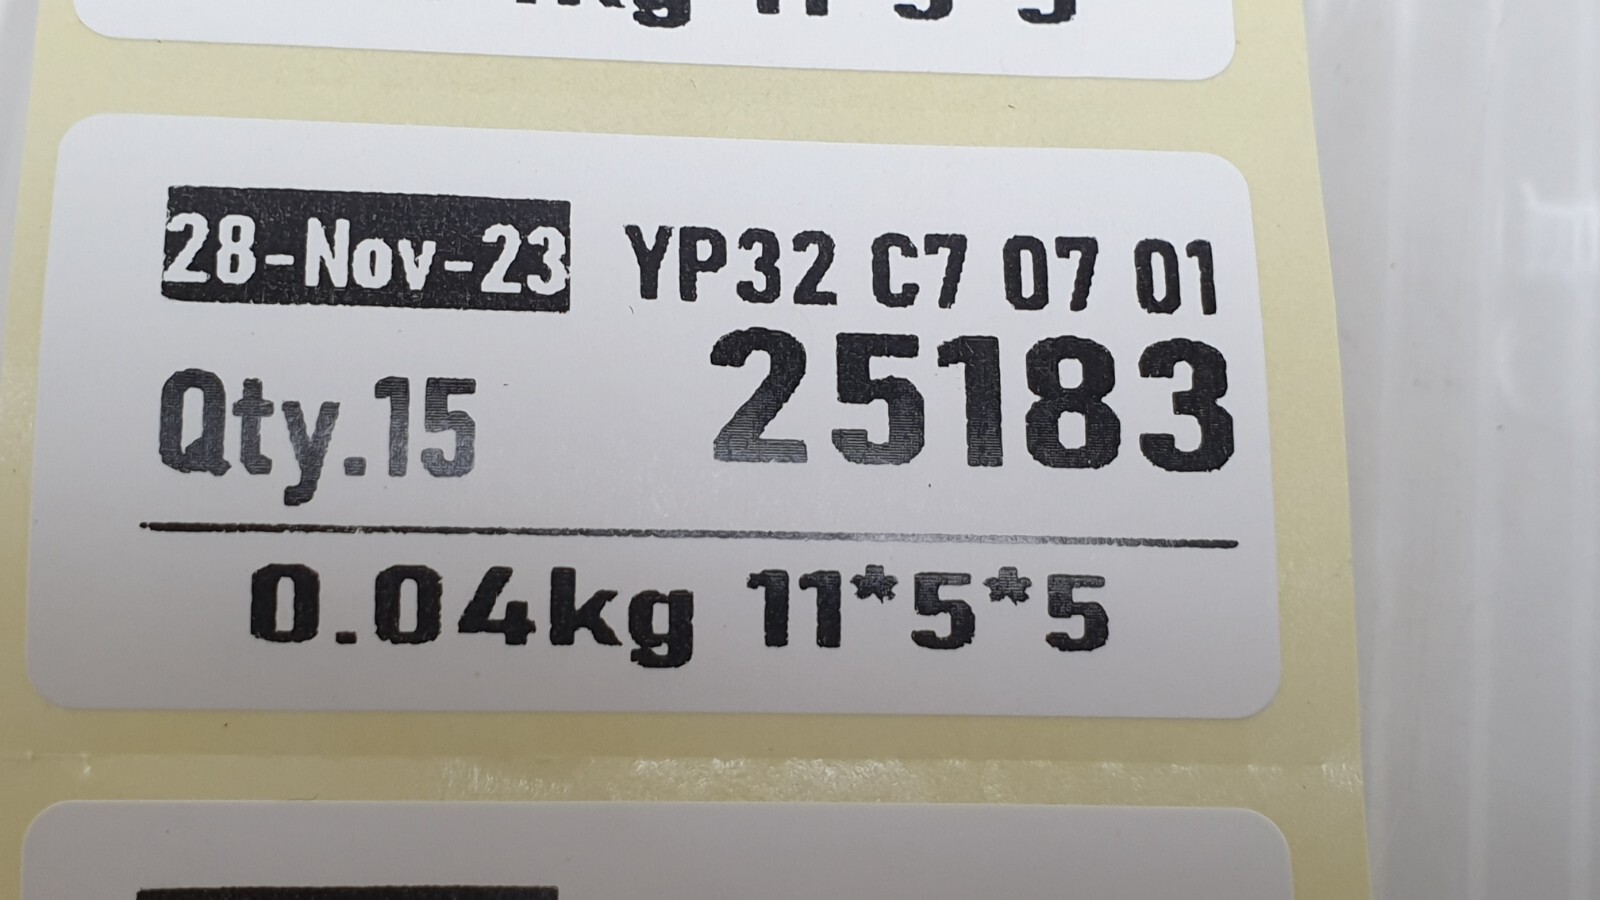 28-Nov-23 YP32 C7 07 01
Qty.15 25183
0.04kg 11*5*5